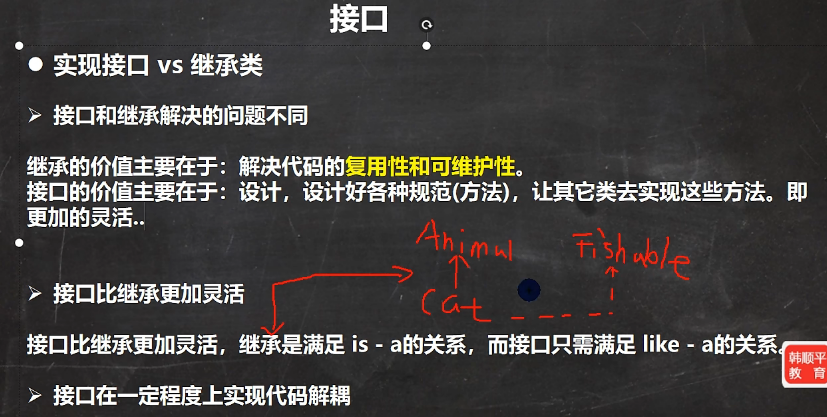 接口
实现接口 vs 继承类
接口和继承解决的问题不同
继承的价值主要在于：解决代码的复用性和可维护性。
接口的价值主要在于：设计，设计好各种规范(方法)，让其它类去实现这些方法。即
更加的灵活..
Animal
Fishable
接口比继承更加灵活
Cat
接口比继承更加灵活，继承是满足 is - a的关系，而接口只需满足 like - a的关系。
韩顺平
教 育
接口在一定程度上实现代码解耦